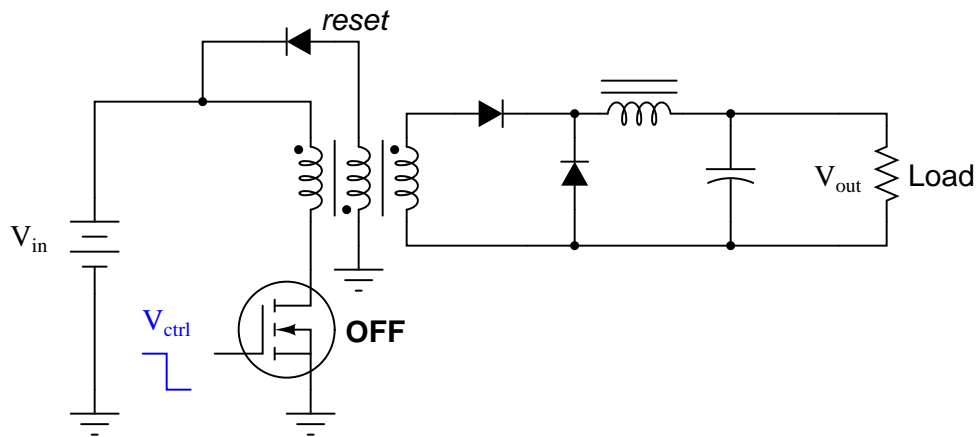 reset
V_in
V_ctrl
OFF
V_out
Load